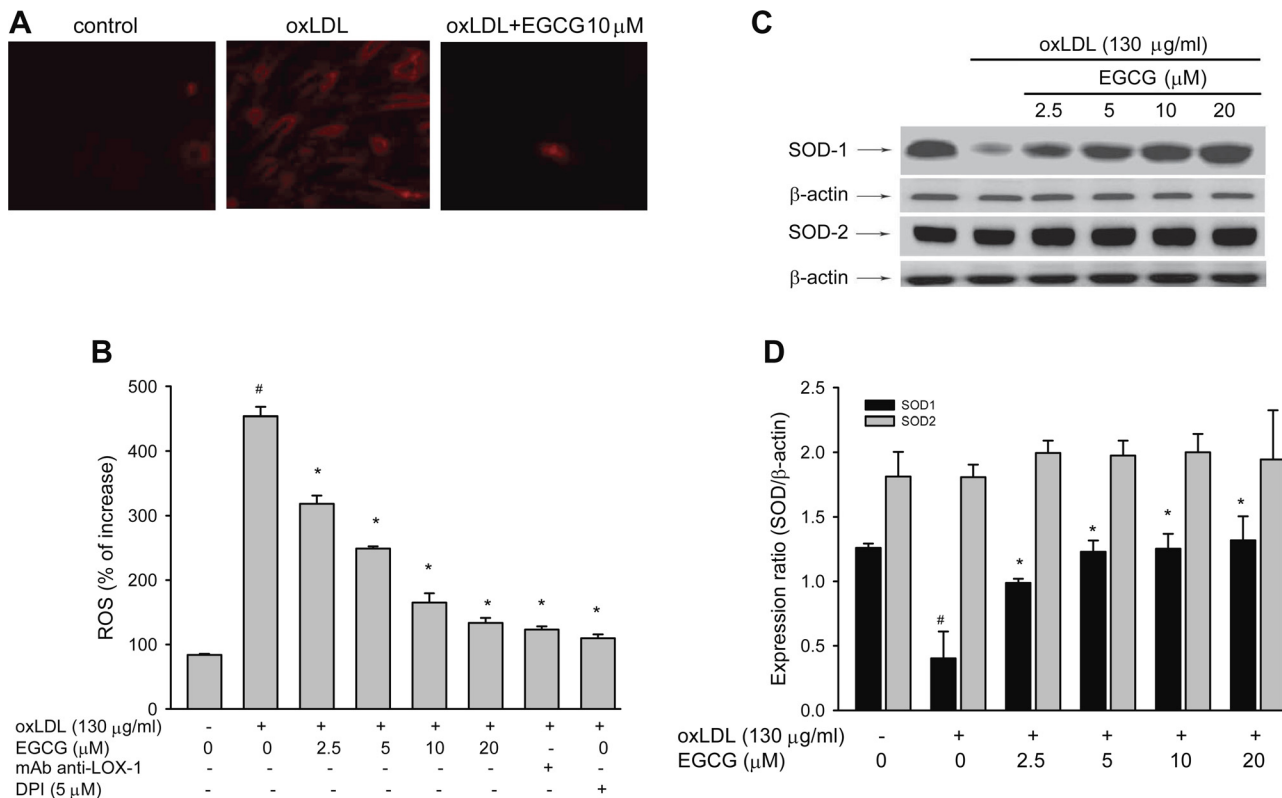 A
control oxLDL oxLDL+EGCG10 μM
B
500
400
300
200
100
0
ROS (% of increase)
# * * * * * *
oxLDL (130 μg/ml) - + + + + + + +
EGCG (μM) 0 0 2.5 5 10 20 - 0
mAb anti-LOX-1 - - - - - - + -
DPI (5 μM) - - - - - - - +
C
oxLDL (130 μg/ml)
EGCG (μM)
2.5 5 10 20
SOD-1
β-actin
SOD-2
β-actin
D
2.5
2.0
1.5
1.0
0.5
0.0
Expression ratio (SOD/β-actin)
SOD1
SOD2
# * * * *
oxLDL (130 μg/ml) - + + + + +
EGCG (μM) 0 0 2.5 5 10 20